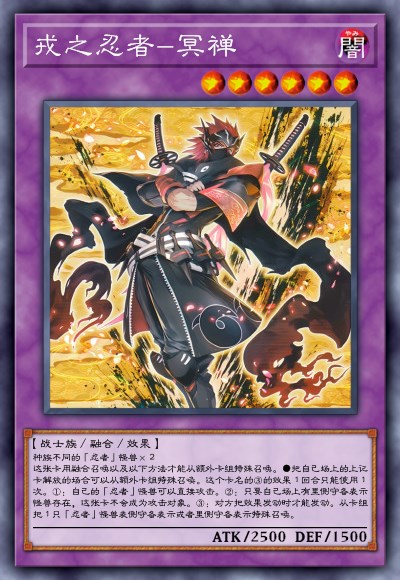 戎之忍者-冥禅
やみ
闇
【战士族／融合／效果】
种族不同的「忍者」怪兽×2
这张卡用融合召唤以及以下方法才能从额外卡组特殊召唤。●把自己场上的上记
卡解放的场合可以从额外卡组特殊召唤。这个卡名的③的效果1回合只能使用1
次。①：自己的「忍者」怪兽可以直接攻击。②：只要自己场上有里侧守备表示
怪兽存在，这张卡不会成为攻击对象。③：对方把效果发动时才能发动。从卡组
把1只「忍者」怪兽表侧守备表示或者里侧守备表示特殊召唤。
ATK/2500 DEF/1500